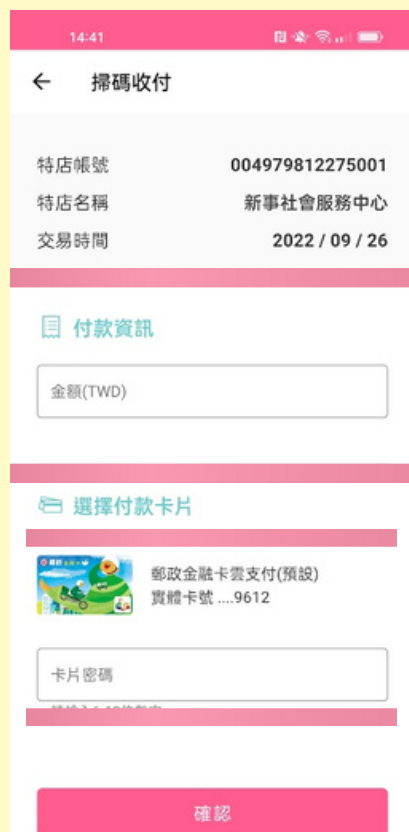 14:41
掃碼收付
特店帳號 004979812275001
特店名稱 新事社會服務中心
交易時間 2022 / 09 / 26
付款資訊
金額(TWD)
選擇付款卡片
郵政金融卡雲支付(預設)
實體卡號 ....9612
卡片密碼
確認